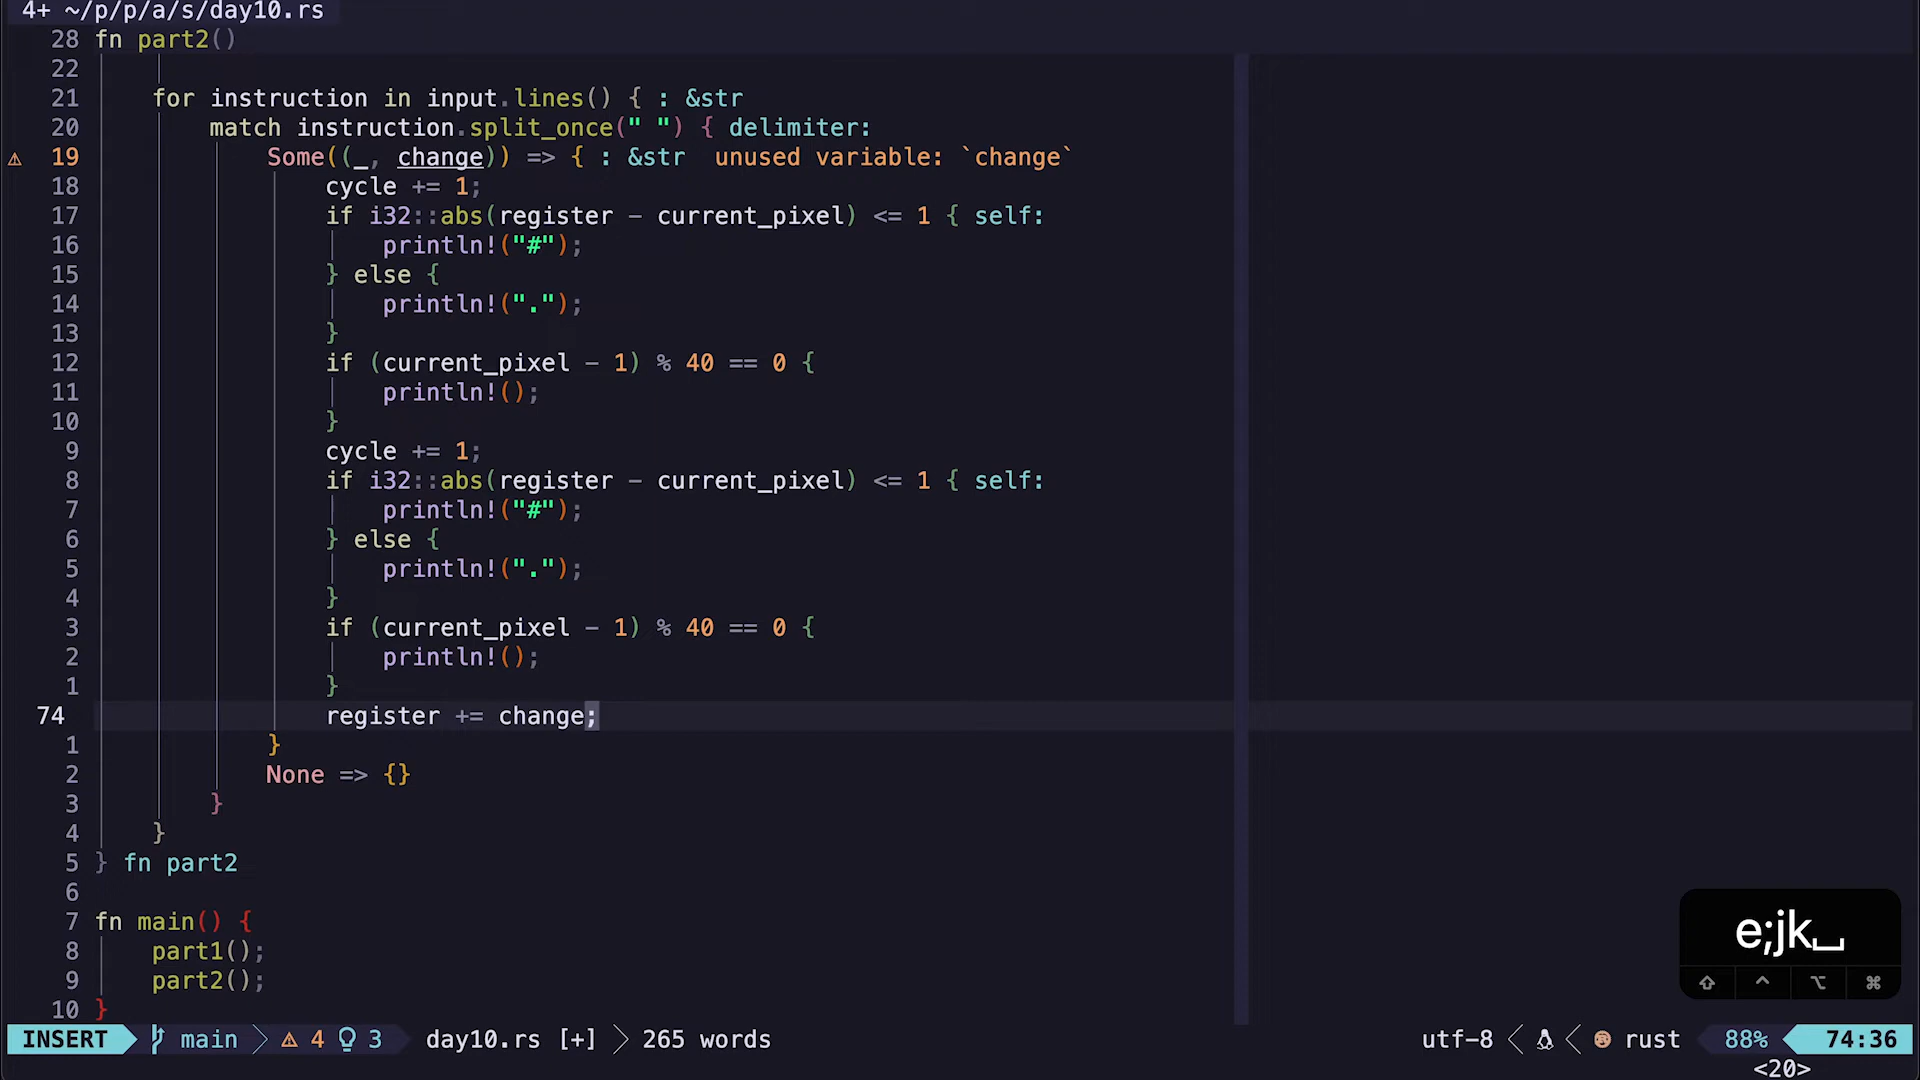 4+ ~/p/p/a/s/day10.rs
28 fn part2()
22
21 for instruction in input.lines() { : &str
20 match instruction.split_once(" ") { delimiter:
⚠ 19 Some((_, change)) => { : &str unused variable: `change`
18 cycle += 1;
17 if i32::abs(register - current_pixel) <= 1 { self:
16 println!("#");
15 } else {
14 println!(".");
13 }
12 if (current_pixel - 1) % 40 == 0 {
11 println!();
10 }
9 cycle += 1;
8 if i32::abs(register - current_pixel) <= 1 { self:
7 println!("#");
6 } else {
5 println!(".");
4 }
3 if (current_pixel - 1) % 40 == 0 {
2 println!();
1 }
74 register += change;
1 }
2 None => {}
3 }
4 }
5 } fn part2
6
7 fn main() {
8 part1();
9 part2();
10 }
e;jk⎵
⇧ ^ ⌥ ⌘
INSERT main ⚠ 4 3 day10.rs [+] 265 words utf-8 rust 88% 74:36
<20>